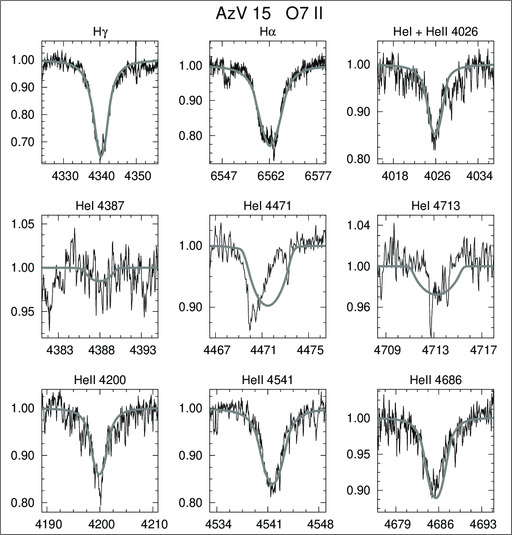 AzV 15 O7 II
Hγ Hα HeI + HeII 4026
1.00 1.00 1.00
0.90 0.90
0.80 0.90
0.70 0.80 0.80
4330 4340 4350 6547 6562 6577 4018 4026 4034
HeI 4387 HeI 4471 HeI 4713
1.05 1.04
1.00 1.00 1.00
0.95 0.90 0.96
4383 4388 4393 4467 4471 4475 4709 4713 4717
HeII 4200 HeII 4541 HeII 4686
1.00 1.00 1.00
0.90 0.90 0.95
0.80 0.80 0.90
4190 4197 4204 4211 4534 4541 4548 4679 4686 4693